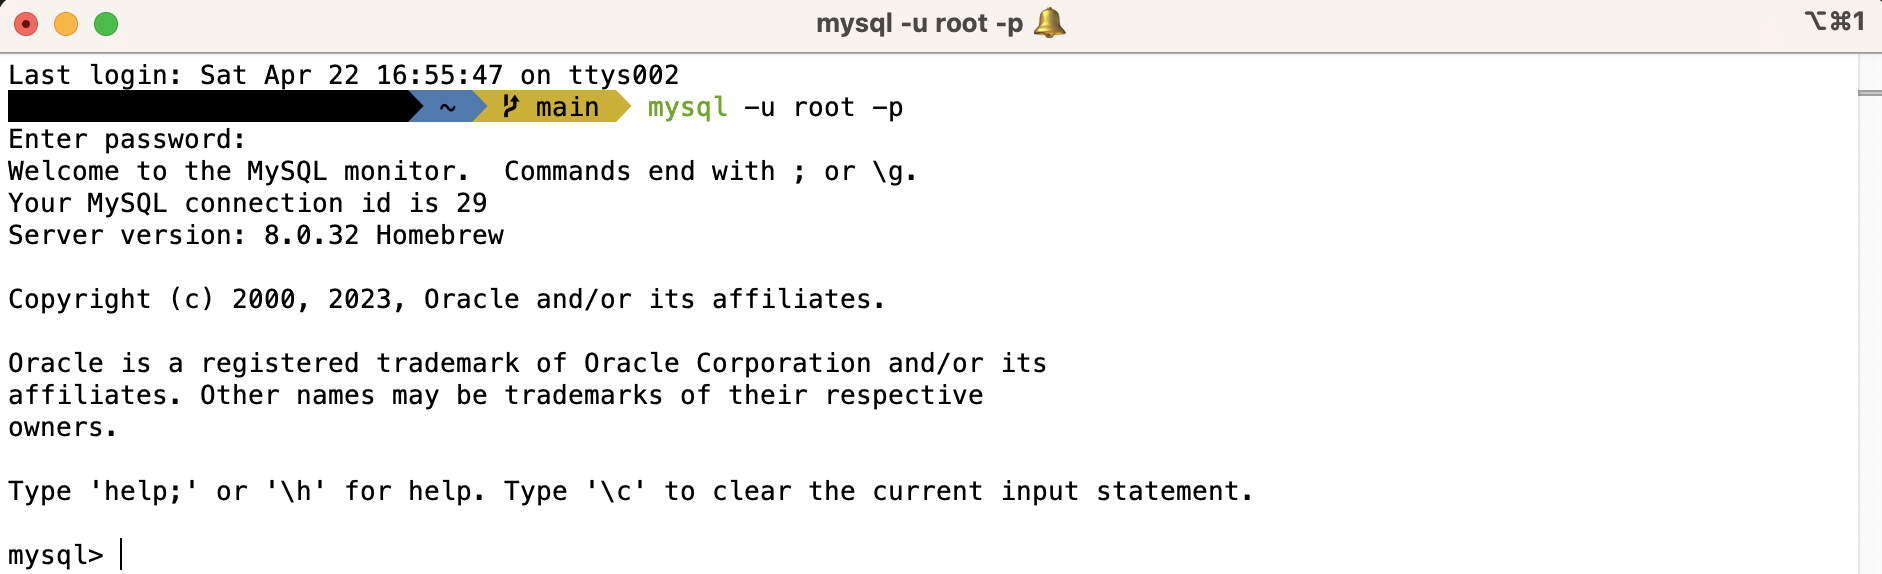 mysql -u root -p 🔔
⌥⌘1
Last login: Sat Apr 22 16:55:47 on ttys002
~ main mysql -u root -p
Enter password:
Welcome to the MySQL monitor.  Commands end with ; or \g.
Your MySQL connection id is 29
Server version: 8.0.32 Homebrew
Copyright (c) 2000, 2023, Oracle and/or its affiliates.
Oracle is a registered trademark of Oracle Corporation and/or its
affiliates. Other names may be trademarks of their respective
owners.
Type 'help;' or '\h' for help. Type '\c' to clear the current input statement.
mysql>